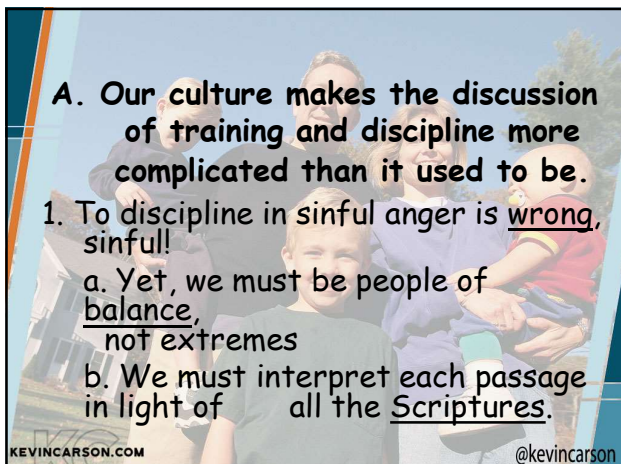 A. Our culture makes the discussion
of training and discipline more
complicated than it used to be.
1. To discipline in sinful anger is wrong,
sinful!
a. Yet, we must be people of
balance,
not extremes
b. We must interpret each passage
in light of all the Scriptures.
KEVINCARSON.COM
@kevincarson